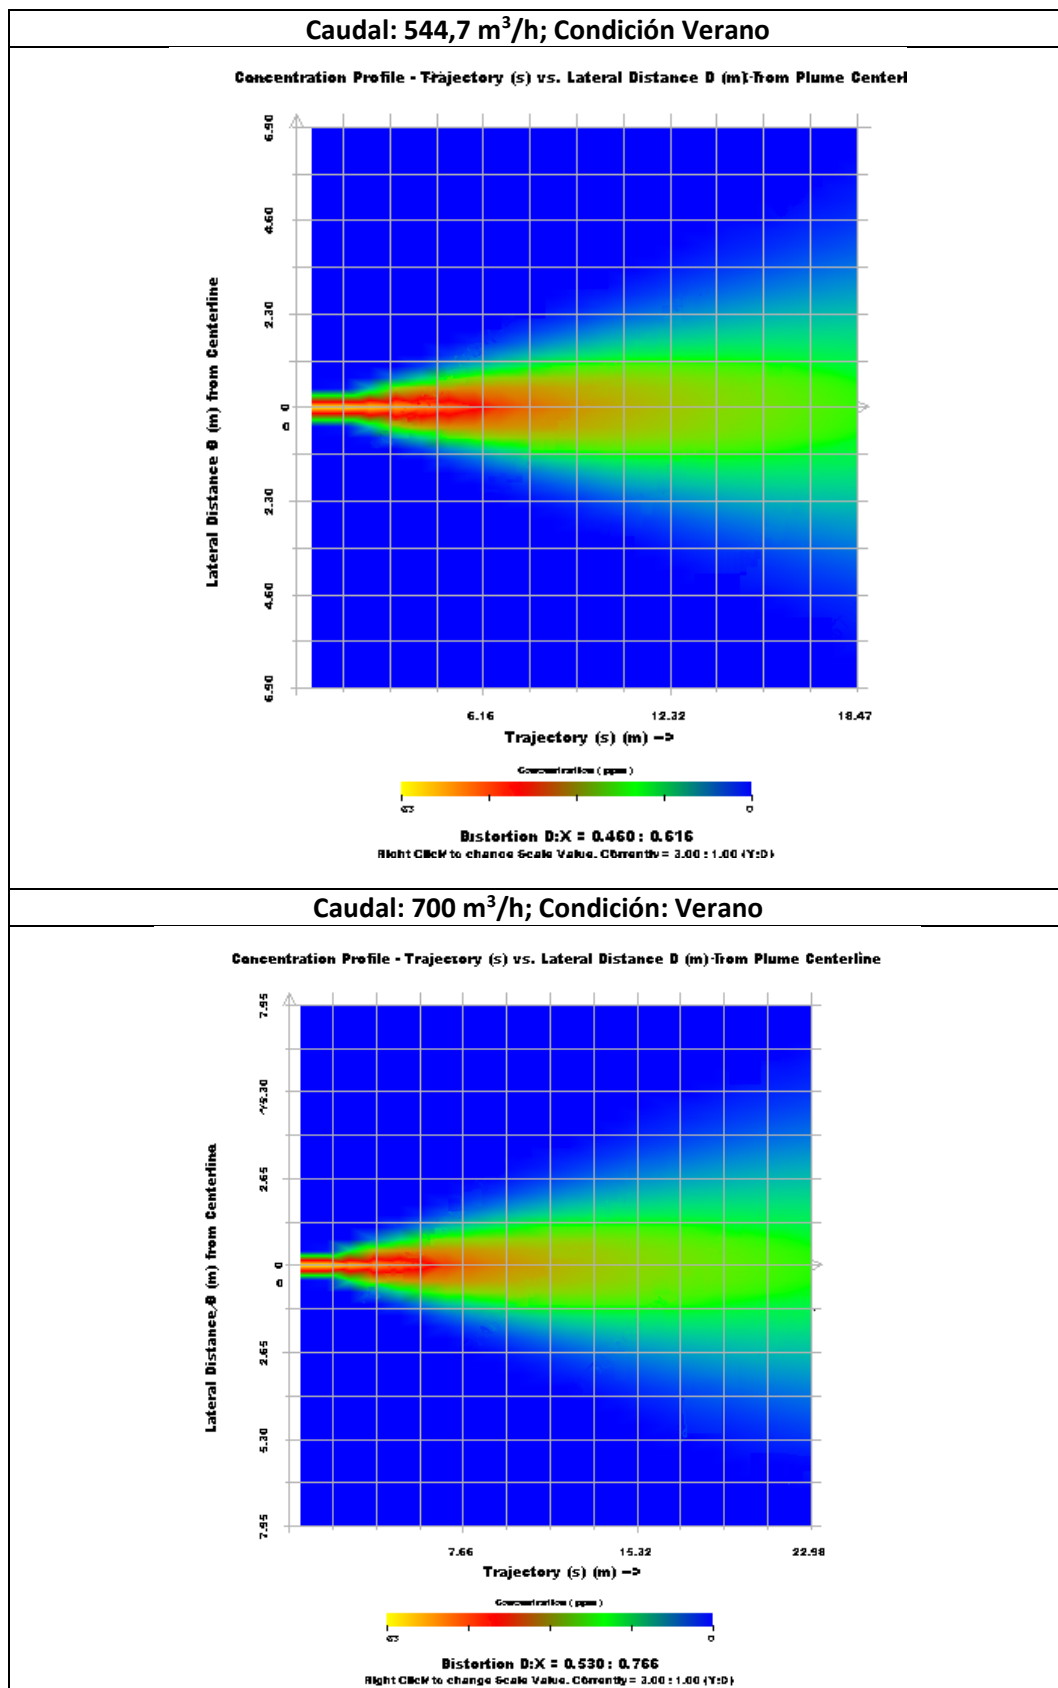 Caudal: 544,7 m³/h; Condición Verano
Concentration Profile - Trajectory (s) vs. Lateral Distance D (m) from Plume Centerl
6.90
4.60
2.30
0
0
2.30
4.60
6.90
Lateral Distance D (m) from Centerline
6.16 12.32 18.47
Trajectory (s) (m) -->
Concentration ( ppm )
0
Distortion D:X = 0.460 : 0.616
Right Click to change Scale Value. Currently = 3.00 : 1.00 (Y:D)
Caudal: 700 m³/h; Condición: Verano
Concentration Profile - Trajectory (s) vs. Lateral Distance D (m) from Plume Centerline
7.95
5.30
2.65
0
0
2.65
5.30
7.95
Lateral Distance D (m) from Centerline
7.66 15.32 22.98
Trajectory (s) (m) -->
Concentration ( ppm )
0
Distortion D:X = 0.530 : 0.766
Right Click to change Scale Value. Currently = 3.00 : 1.00 (Y:D)